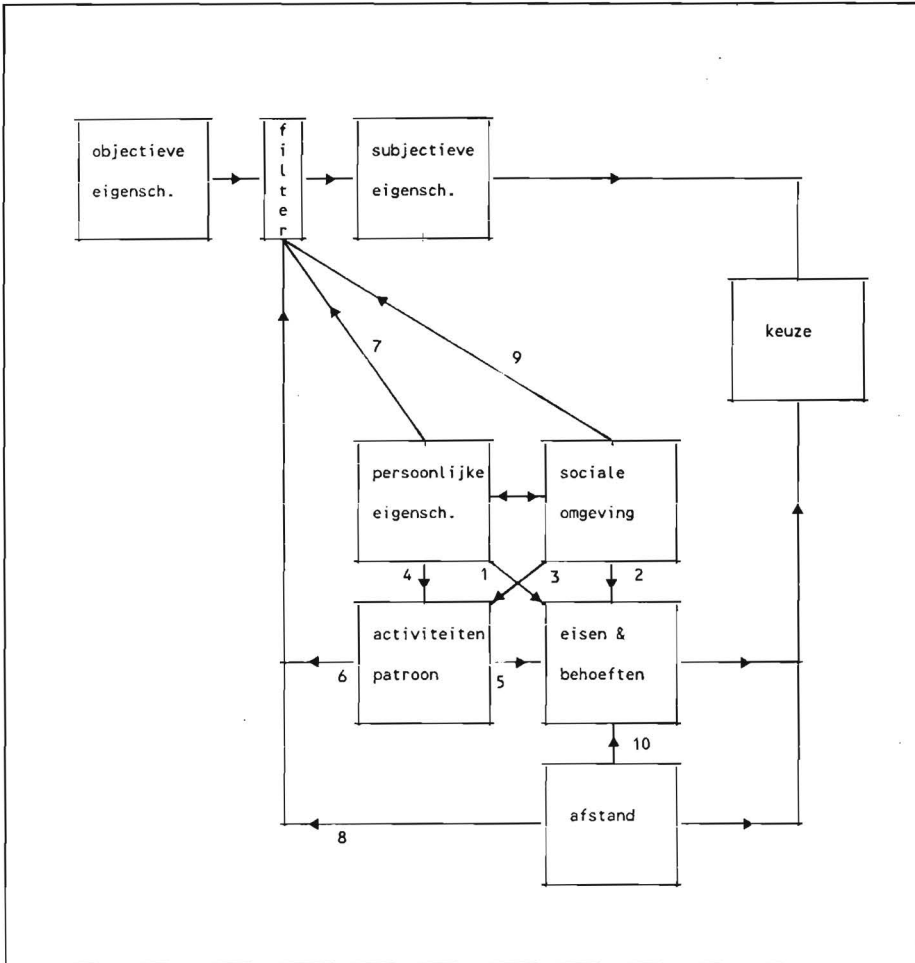 objectieve
eigensch.
filter
subjectieve
eigensch.
keuze
7
9
persoonlijke
eigensch.
sociale
omgeving
4
1
3
2
activiteiten
patroon
eisen &
behoeften
6
5
10
afstand
8